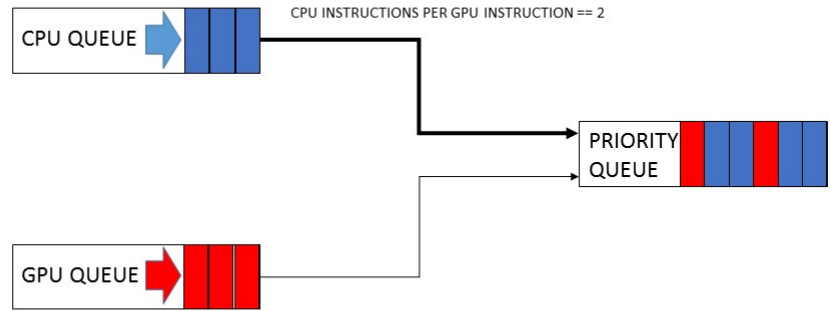 CPU INSTRUCTIONS PER GPU INSTRUCTION == 2
CPU QUEUE
PRIORITY
QUEUE
GPU QUEUE